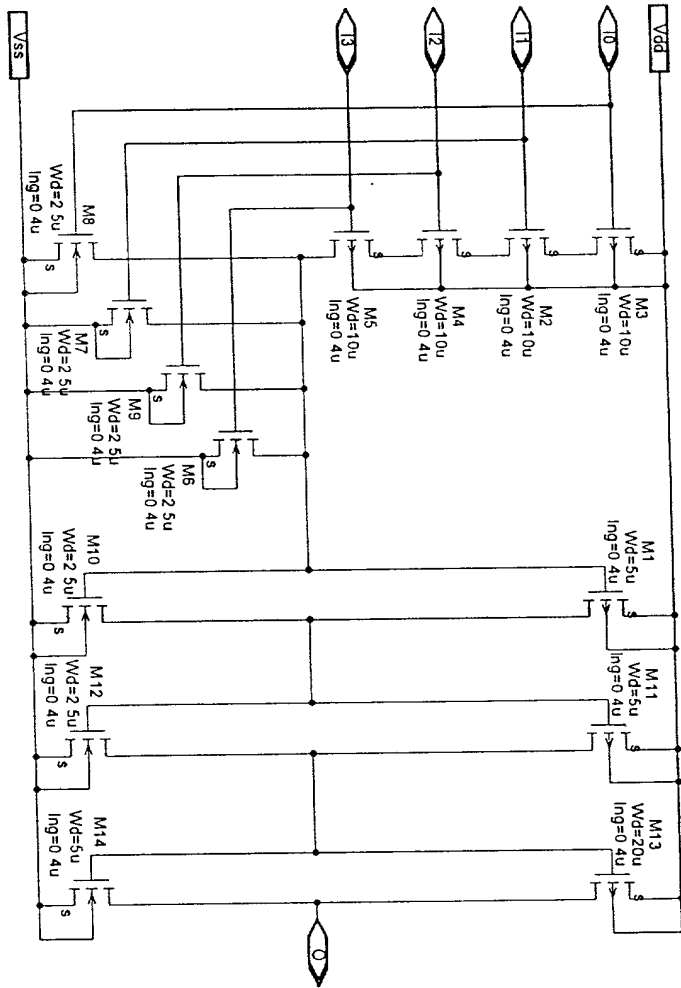 Vdd
I0
I1
I2
I3
Vss
s
M3
Wd=10u
lng=0 4u
s
M2
Wd=10u
lng=0 4u
s
M4
Wd=10u
lng=0 4u
s
M5
Wd=10u
lng=0 4u
M8
Wd=2 5u
lng=0 4u
s
M7
Wd=2 5u
lng=0 4u
s
M9
Wd=2 5u
lng=0 4u
s
M6
Wd=2 5u
lng=0 4u
s
M1
Wd=5u
lng=0 4u
s
M10
Wd=2 5u
lng=0 4u
s
M11
Wd=5u
lng=0 4u
s
M12
Wd=2 5u
lng=0 4u
s
M13
Wd=20u
lng=0 4u
s
M14
Wd=5u
lng=0 4u
s
O